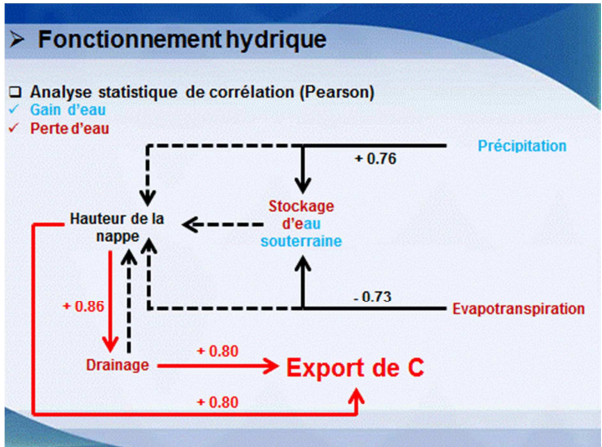 Fonctionnement hydrique
Analyse statistique de corrélation (Pearson)
Gain d'eau
Perte d'eau
Précipitation
+ 0.76
Stockage
d'eau
souterraine
Hauteur de la
nappe
- 0.73
Evapotranspiration
+ 0.86
Drainage
+ 0.80
Export de C
+ 0.80